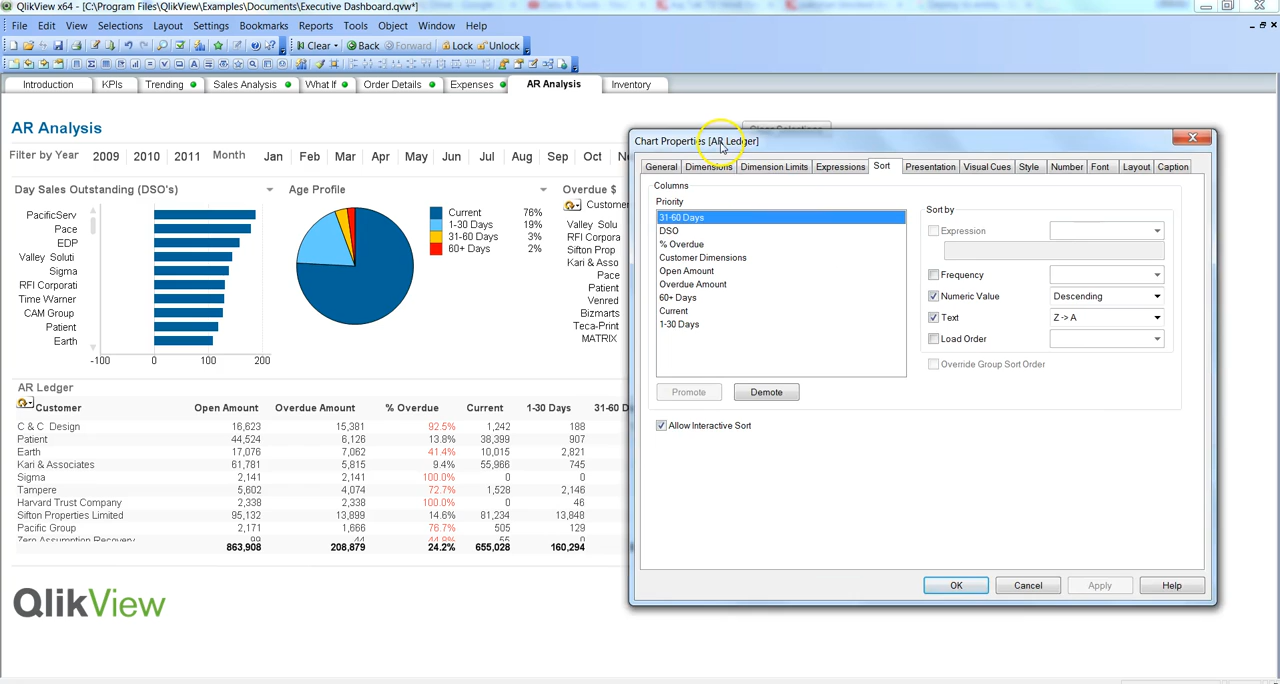 QlikView x64 - [C:\Program Files\QlikView\Examples\Documents\Executive Dashboard.qvw*]
File Edit View Selections Layout Settings Bookmarks Reports Tools Object Window Help
Clear Back Forward Lock Unlock
Introduction KPIs Trending Sales Analysis What If Order Details Expenses AR Analysis Inventory
AR Analysis
Clear Selections
Filter by Year 2009 2010 2011 Month Jan Feb Mar Apr May Jun Jul Aug Sep Oct
Day Sales Outstanding (DSO's)
PacificServ
Pace
EDP
Valley Soluti
Sigma
RFI Corporati
Time Warner
CAM Group
Patient
Earth
-100 0 100 200
Age Profile
Current 76%
1-30 Days 19%
31-60 Days 3%
60+ Days 2%
Overdue $
Customer
Valley Solu
RFI Corpora
Sifton Prop
Kari & Asso
Pace
Patient
Venred
Bizmarts
Teca-Print
MATRIX
AR Ledger
Customer Open Amount Overdue Amount % Overdue Current 1-30 Days 31-60 D
C & C Design 16,623 15,381 92.5% 1,242 188
Patient 44,524 6,126 13.8% 38,399 907
Earth 17,076 7,062 41.4% 10,015 2,821
Kari & Associates 61,781 5,815 9.4% 55,966 745
Sigma 2,141 2,141 100.0% 0 0
Tampere 5,602 4,074 72.7% 1,528 2,146
Harvard Trust Company 2,338 2,338 100.0% 0 46
Sifton Properties Limited 95,132 13,899 14.6% 81,234 13,848
Pacific Group 2,171 1,666 76.7% 505 129
Zero Assumption Recovery 99 44 44.9% 55 0
863,908 208,879 24.2% 655,028 160,294
QlikView
Chart Properties [AR Ledger]
General Dimensions Dimension Limits Expressions Sort Presentation Visual Cues Style Number Font Layout Caption
Columns
Priority
31-60 Days
DSO
% Overdue
Customer Dimensions
Open Amount
Overdue Amount
60+ Days
Current
1-30 Days
Promote Demote
Allow Interactive Sort
Sort by
Expression
Frequency
Numeric Value Descending
Text Z -> A
Load Order
Override Group Sort Order
OK Cancel Apply Help